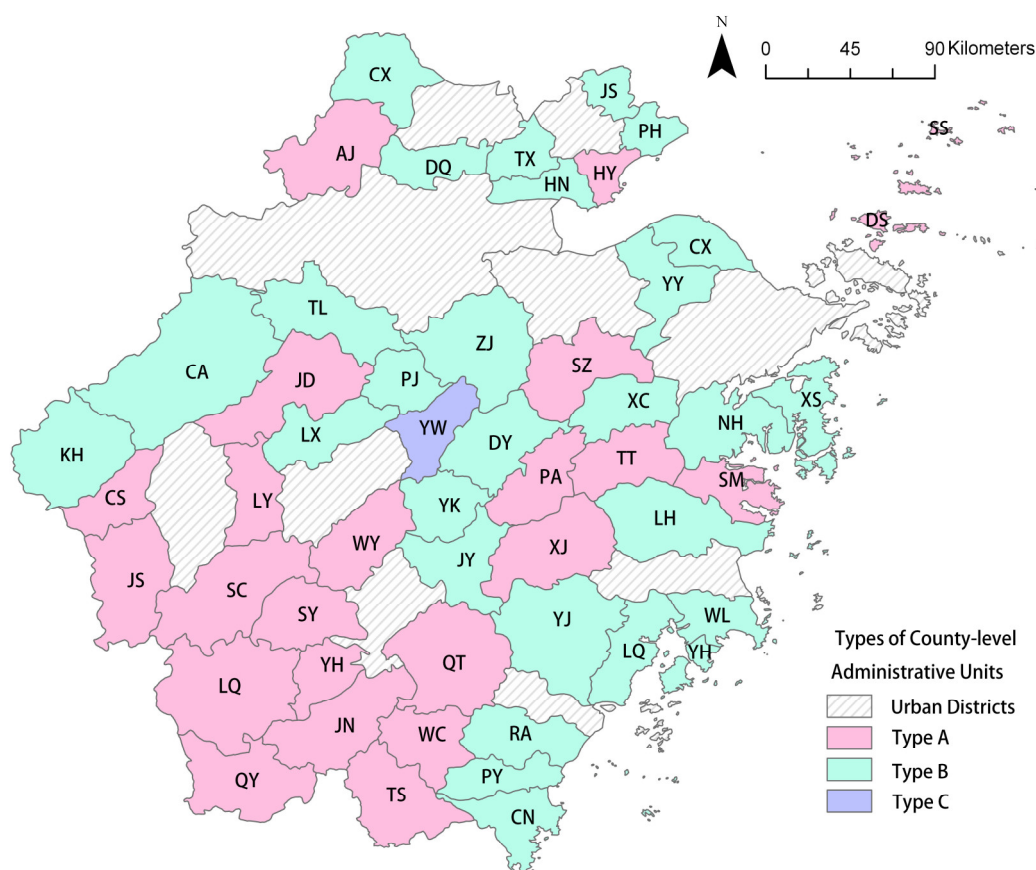 N
0 45 90 Kilometers
CX
JS
PH
SS
AJ
DQ
TX
HY
HN
DS
CX
YY
TL
ZJ
SZ
CA
JD
PJ
XC
XS
LX
YW
NH
DY
KH
TT
PA
SM
CS
LY
YK
LH
WY
XJ
JS
JY
SC
SY
YJ
WL
LQ
YH
YH
QT
LQ
JN
WC
RA
QY
PY
TS
CN
Types of County-level
Administrative Units
Urban Districts
Type A
Type B
Type C